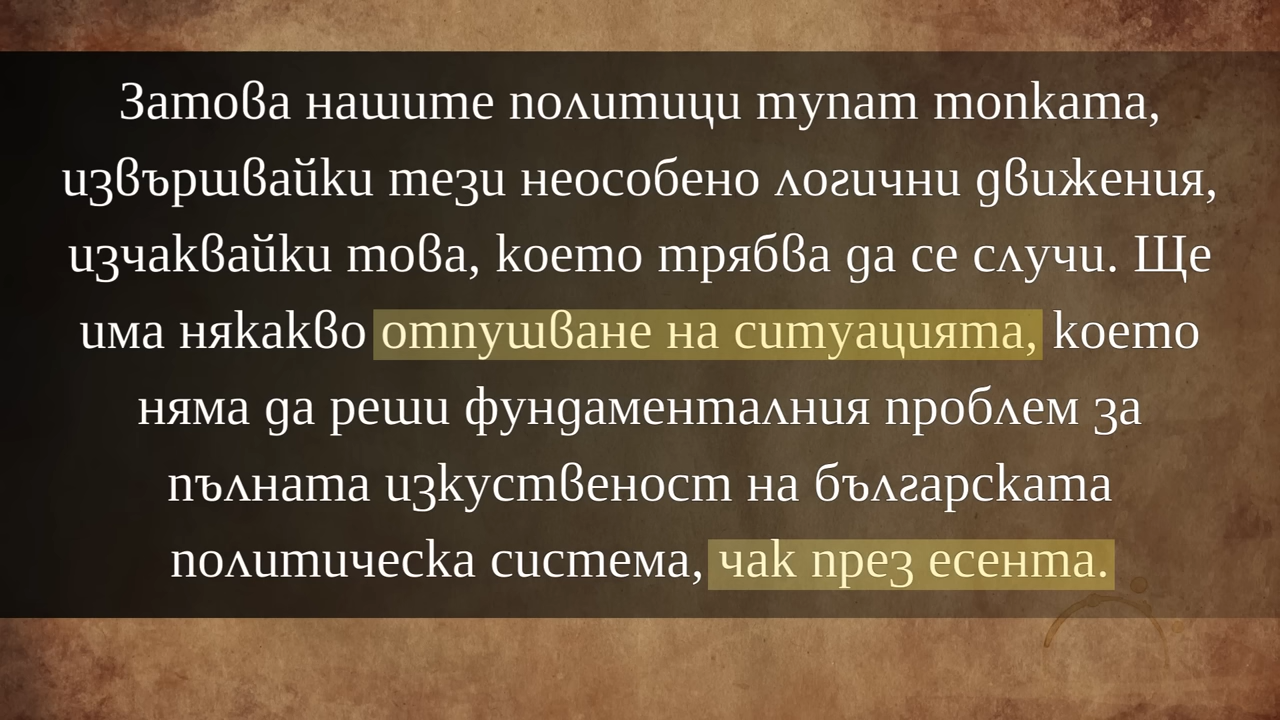 Затова нашите политици тупат топката,
извършвайки тези неособено логични движения,
изчаквайки това, което трябва да се случи. Ще
има някакво отпушване на ситуацията, което
няма да реши фундаменталния проблем за
пълната изкуственост на българската
политическа система, чак през есента.